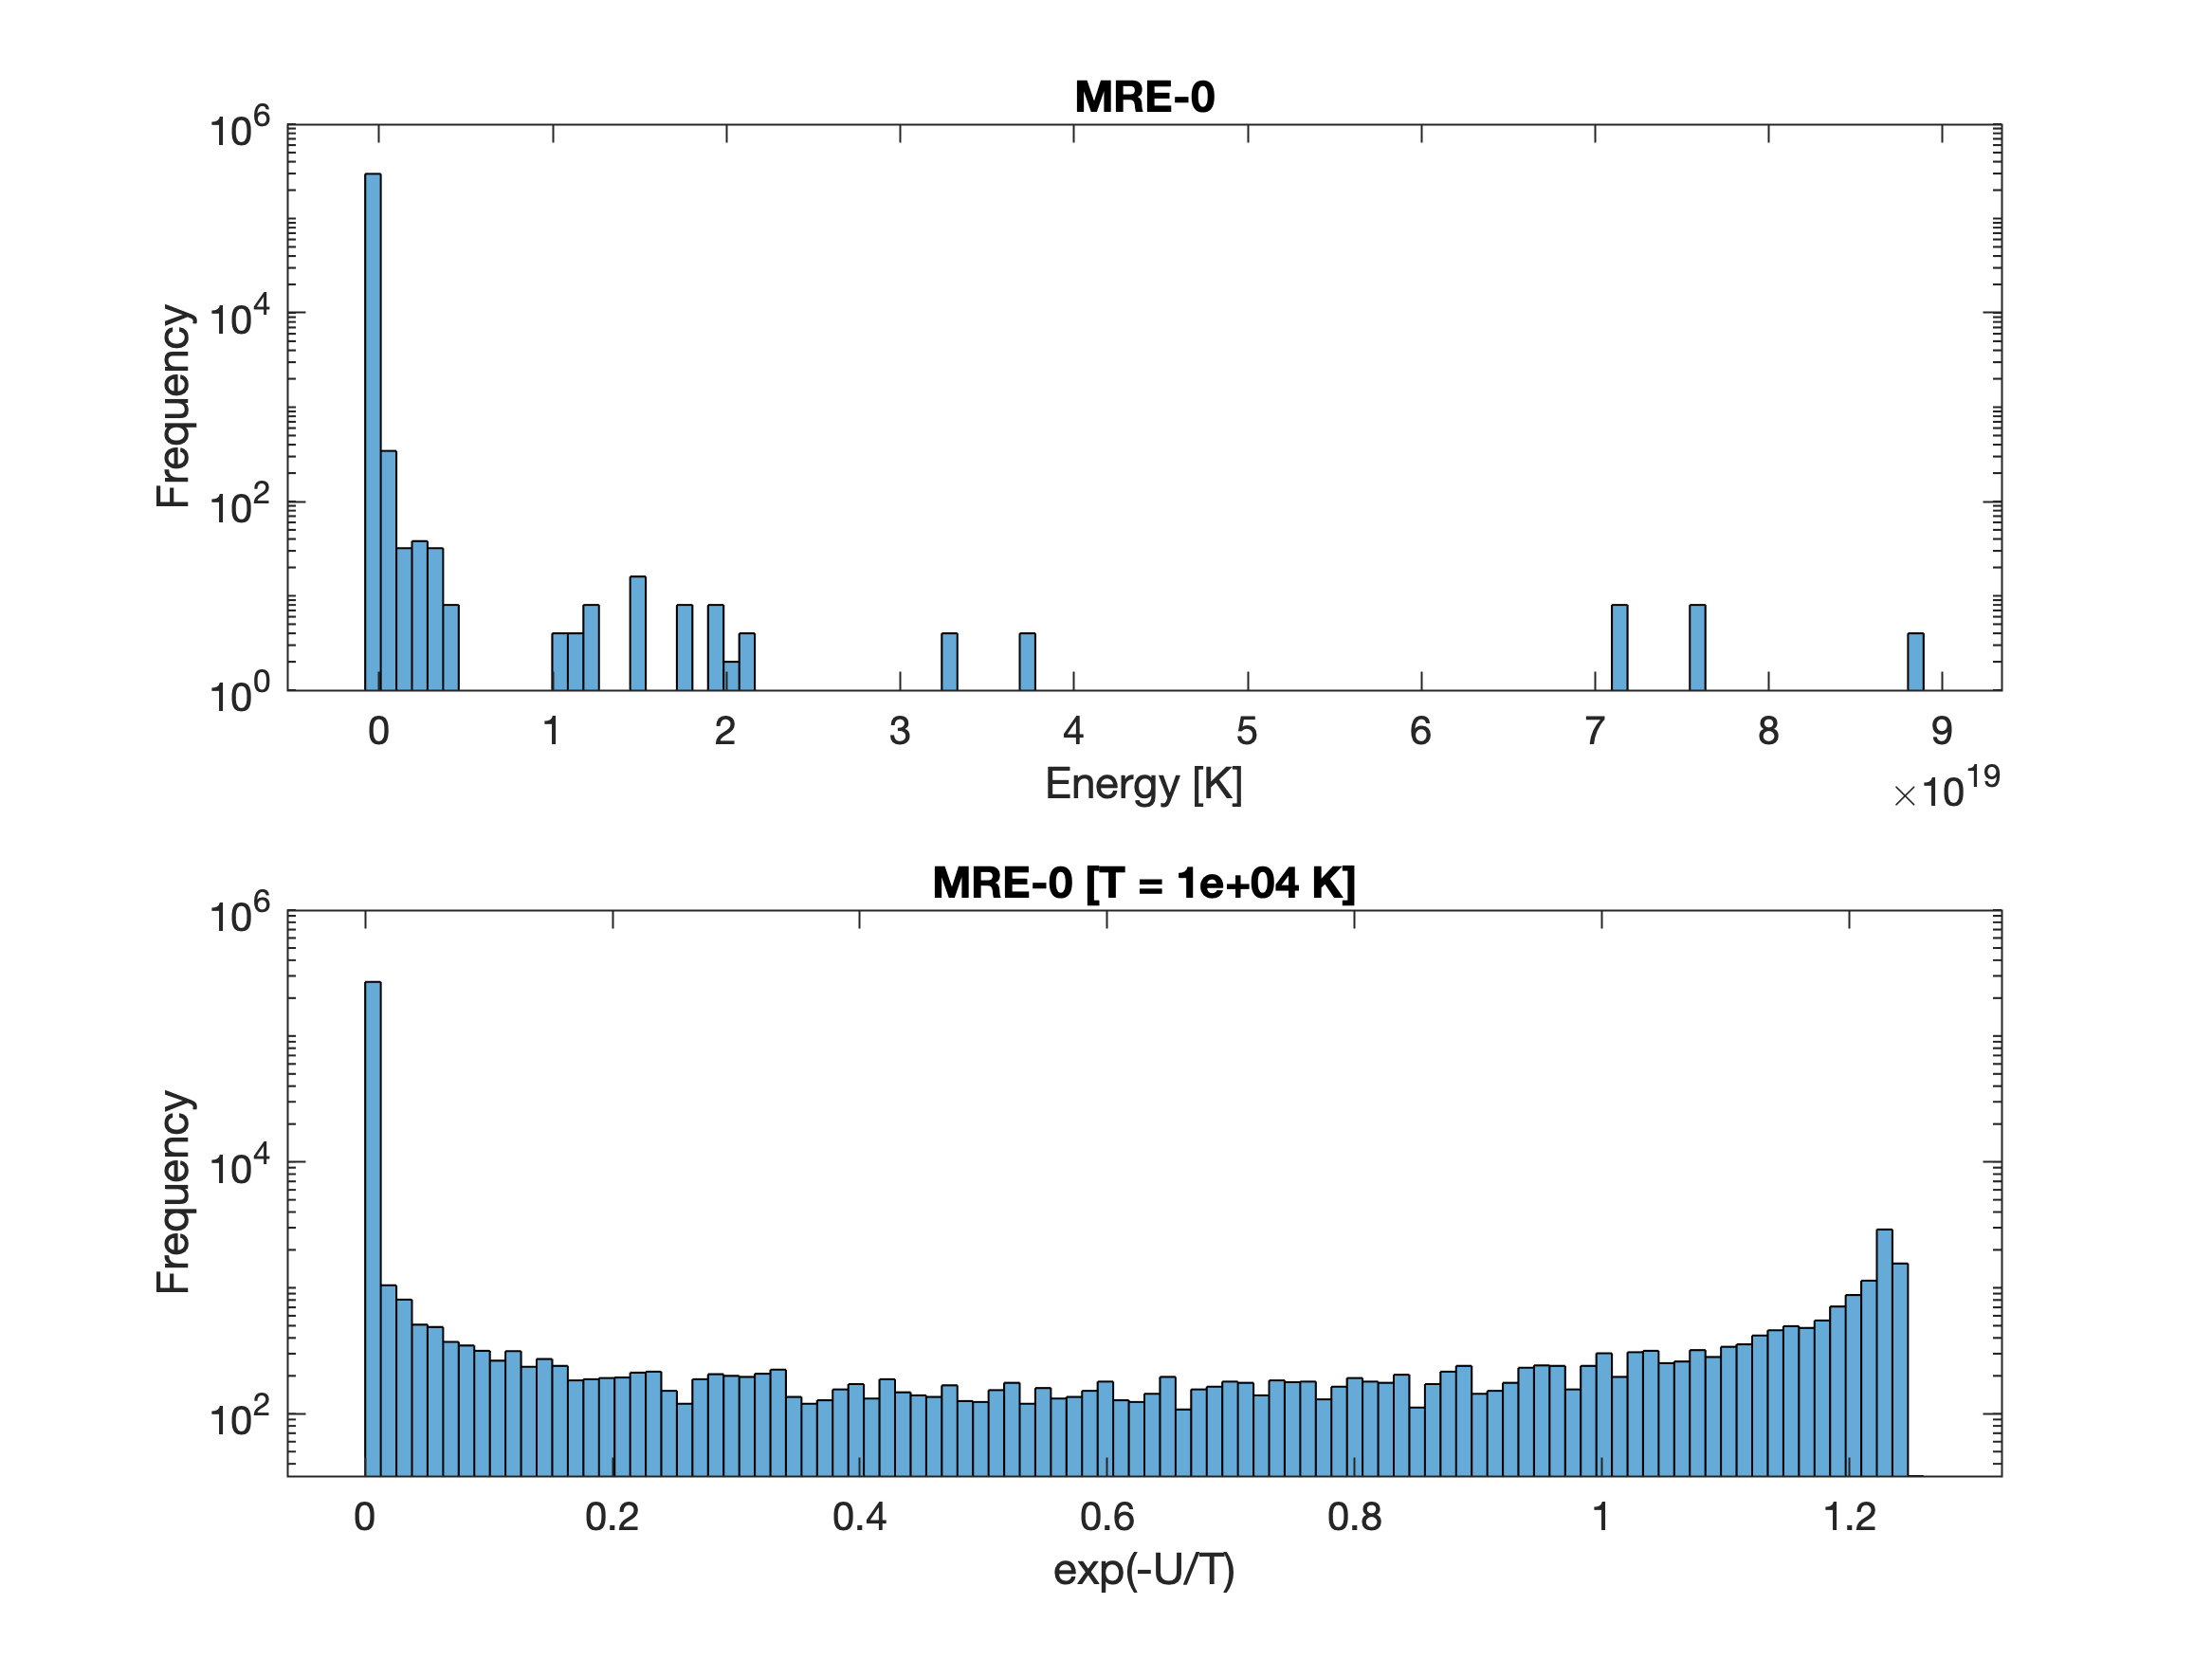 MRE-0
10^6
10^4
10^2
10^0
Frequency
0 1 2 3 4 5 6 7 8 9
Energy [K]
×10^19
MRE-0 [T = 1e+04 K]
10^6
10^4
10^2
Frequency
0 0.2 0.4 0.6 0.8 1 1.2
exp(-U/T)